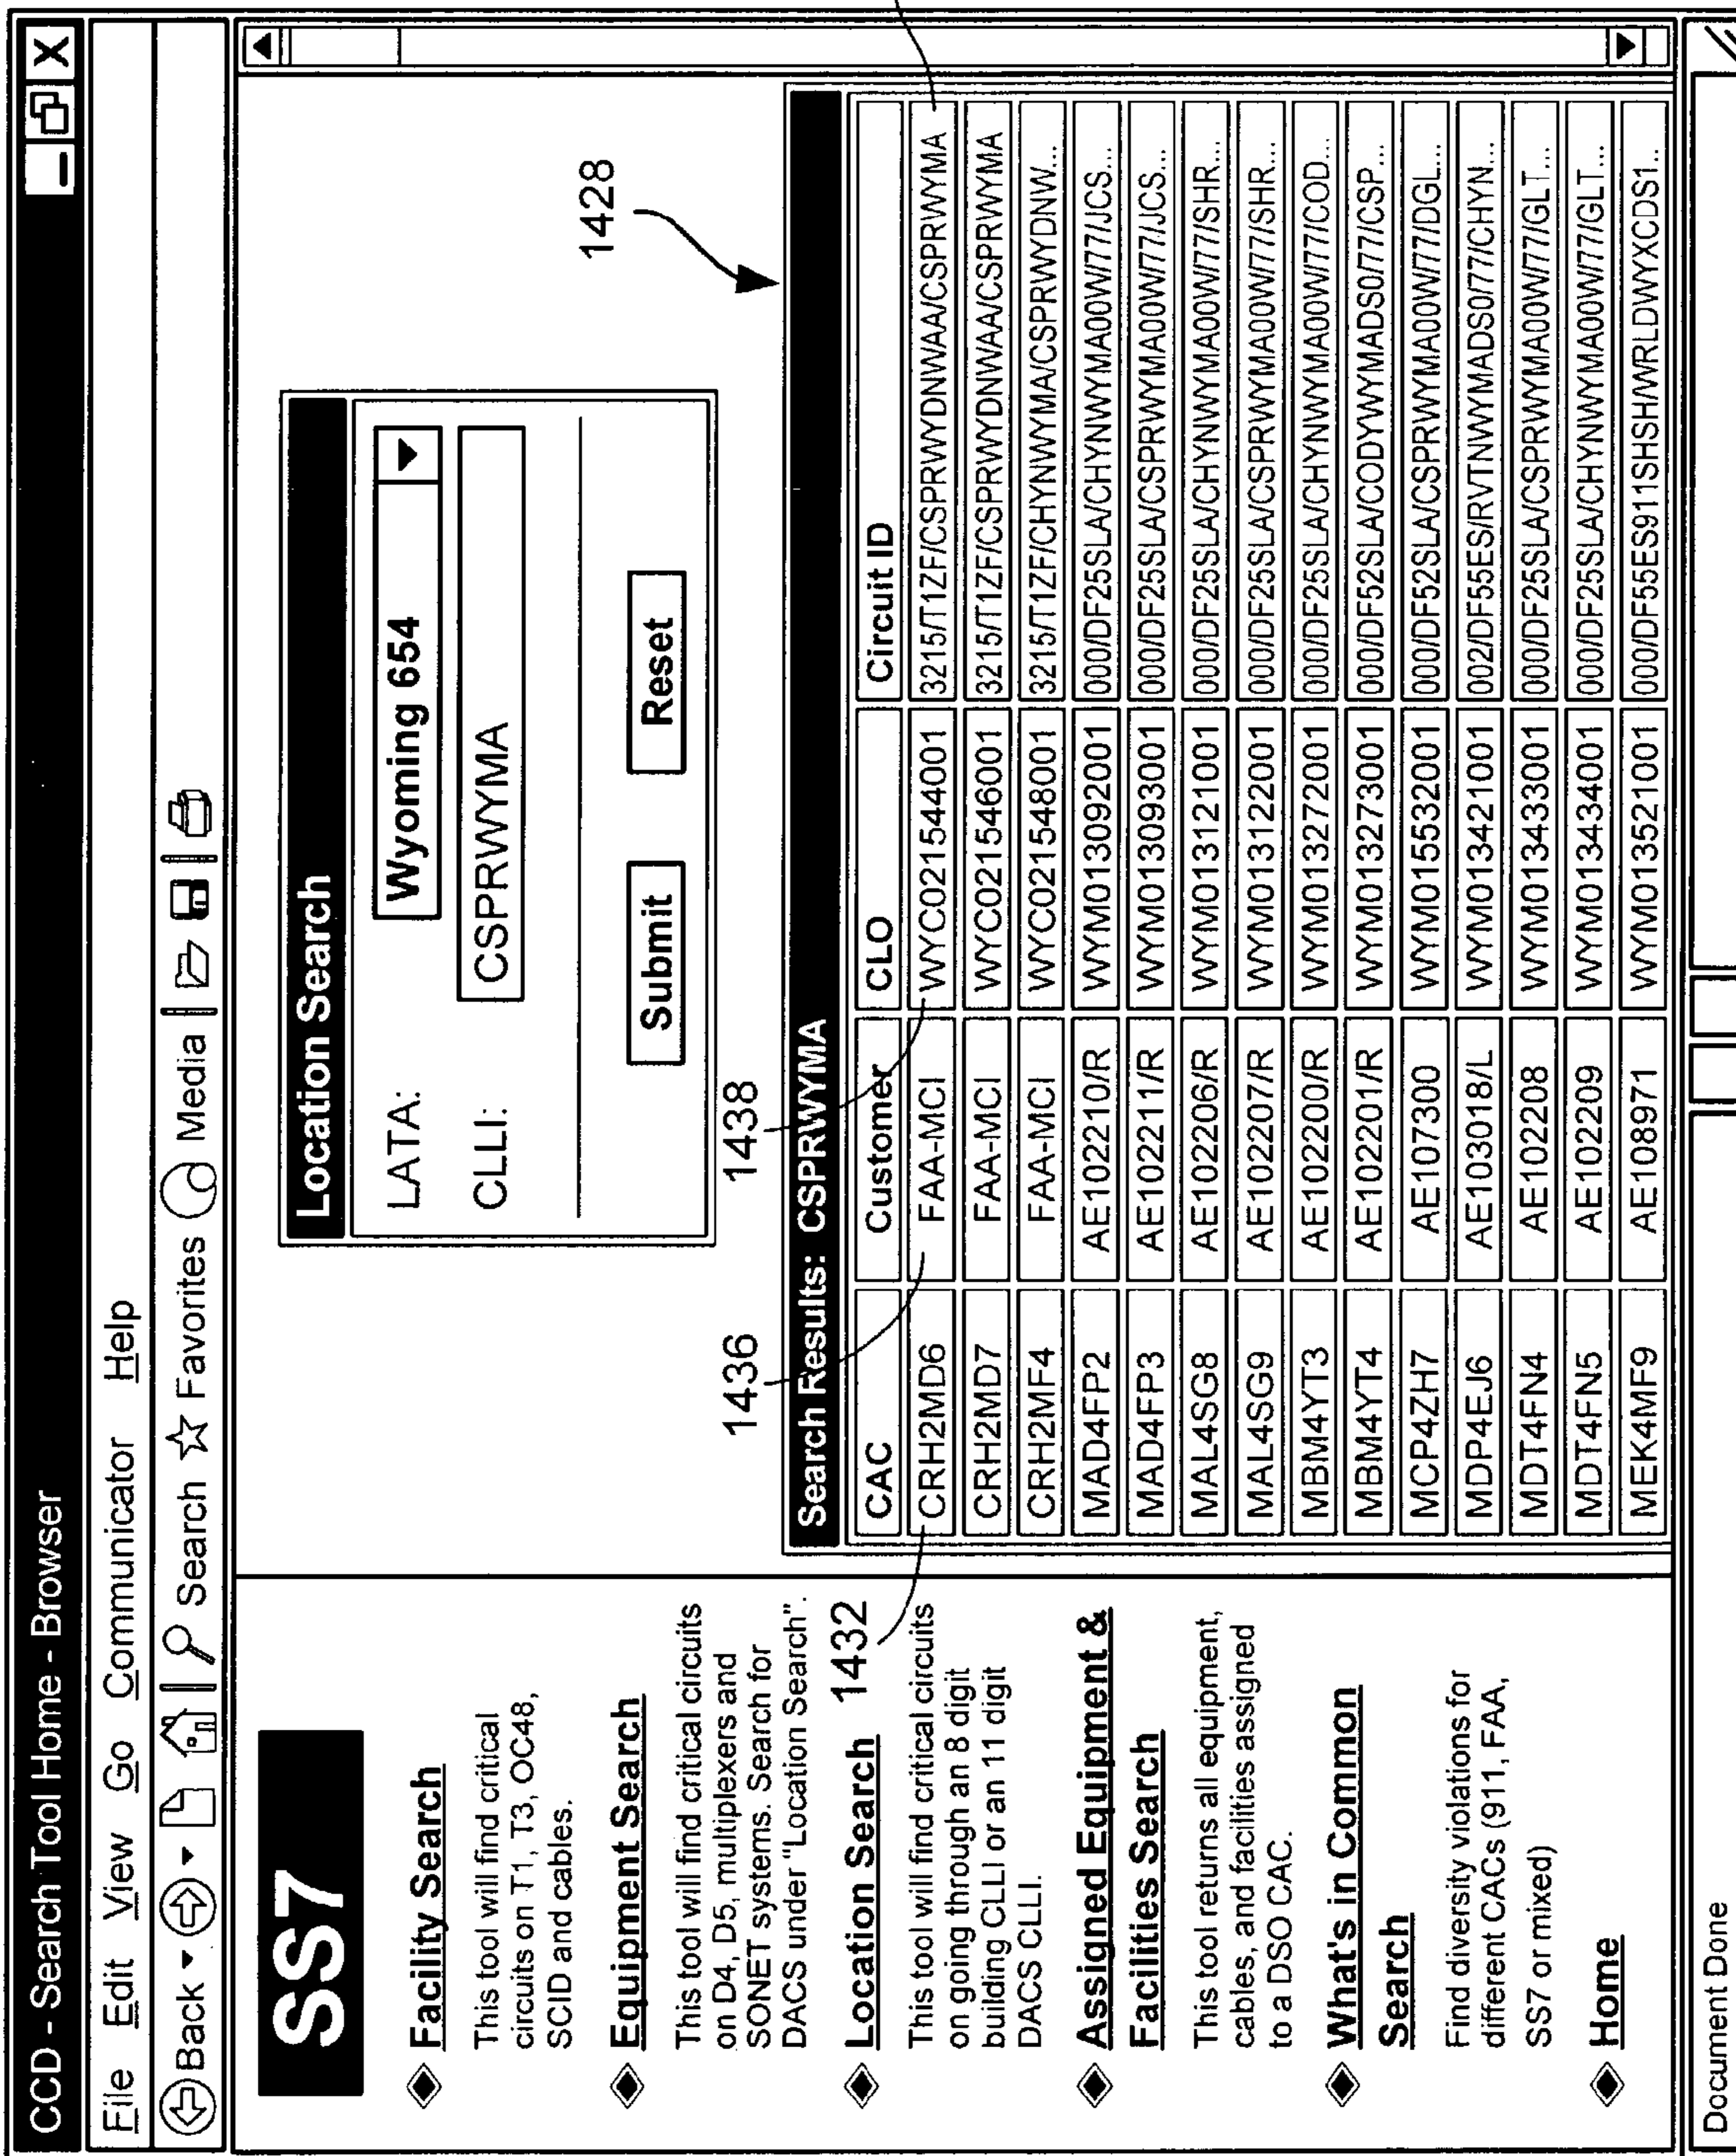 CCD - Search Tool Home - Browser
File Edit View Go Communicator Help
Back Search Favorites Media
SS7
Facility Search
This tool will find critical
circuits on T1, T3, OC48,
SCID and cables.
Equipment Search
This will find critical circuits
on D4, D5, multiplexers and
SONET systems. Search for
DACS under "Location Search".
Location Search
This tool will find critical circuits
on going through an 8 digit
building CLLI or an 11 digit
DACS CLLI.
Assigned Equipment &
Facilities Search
This tool returns all equipment,
cables, and facilities assigned
to a DSO CAC.
What's in Common
Search
Find diversity violations for
different CACs (911, FAA,
SS7 or mixed)
Home
Location Search
LATA: Wyoming 654
CLLI: CSPRWYMA
Submit Reset
1428
1436 1438
1432
Search Results: CSPRWYMA
CAC Customer CLO Circuit ID
CRH2MD6 FAA-MCI WYC021544001 3215/T1ZF/CSPRWYDNWAA/CSPRWYMA
CRH2MD7 FAA-MCI WYC021546001 3215/T1ZF/CSPRWYDNWAA/CSPRWYMA
CRH2MF4 FAA-MCI WYC021548001 3215/T1ZF/CHYNWYMA/CSPRWYDNW...
MAD4FP2 AE102210/R WYM013092001 000/DF25SLA/CHYNWYMA00W/77/JCS...
MAD4FP3 AE102211/R WYM013093001 000/DF25SLA/CSPRWYMA00W/77/JCS...
MAL4SG8 AE102206/R WYM013121001 000/DF25SLA/CHYNWYMA00W/77/SHR...
MAL4SG9 AE102207/R WYM013122001 000/DF25SLA/CSPRWYMA00W/77/SHR...
MBM4YT3 AE102200/R WYM013272001 000/DF25SLA/CHYNWYMA00W/77/COD...
MBM4YT4 AE102201/R WYM013273001 000/DF52SLA/CODYWYMADS0/77/CSP...
MCP4ZH7 AE107300 WYM015532001 000/DF52SLA/CSPRWYMA00W/77/DGL...
MDP4EJ6 AE103018/L WYM013421001 002/DF55ES/RVTNWYMADS0/77/CHYN...
MDT4FN4 AE102208 WYM013433001 000/DF25SLA/CSPRWYMA00W/77/GLT...
MDT4FN5 AE102209 WYM013434001 000/DF25SLA/CHYNWYMA00W/77/GLT...
MEK4MF9 AE108971 WYM013521001 000/DF55ES911SHSH/WRLDWYXCDS1..
Document Done